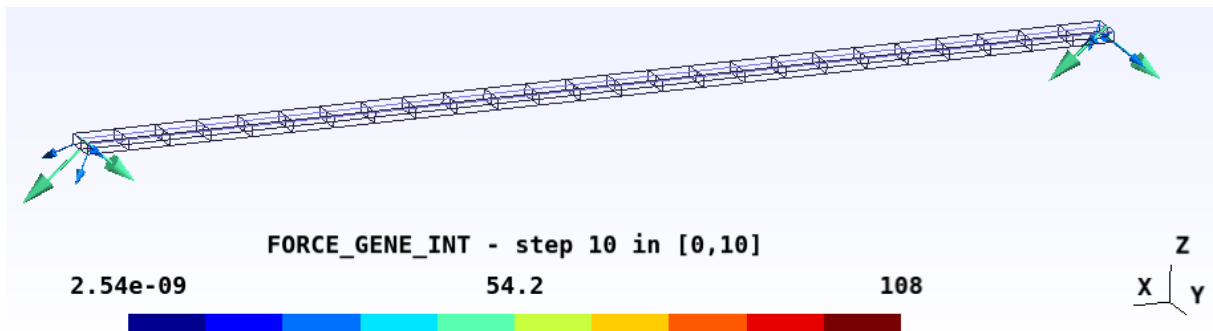 FORCE_GENE_INT - step 10 in [0,10]
2.54e-09 54.2 108
Z
X
Y